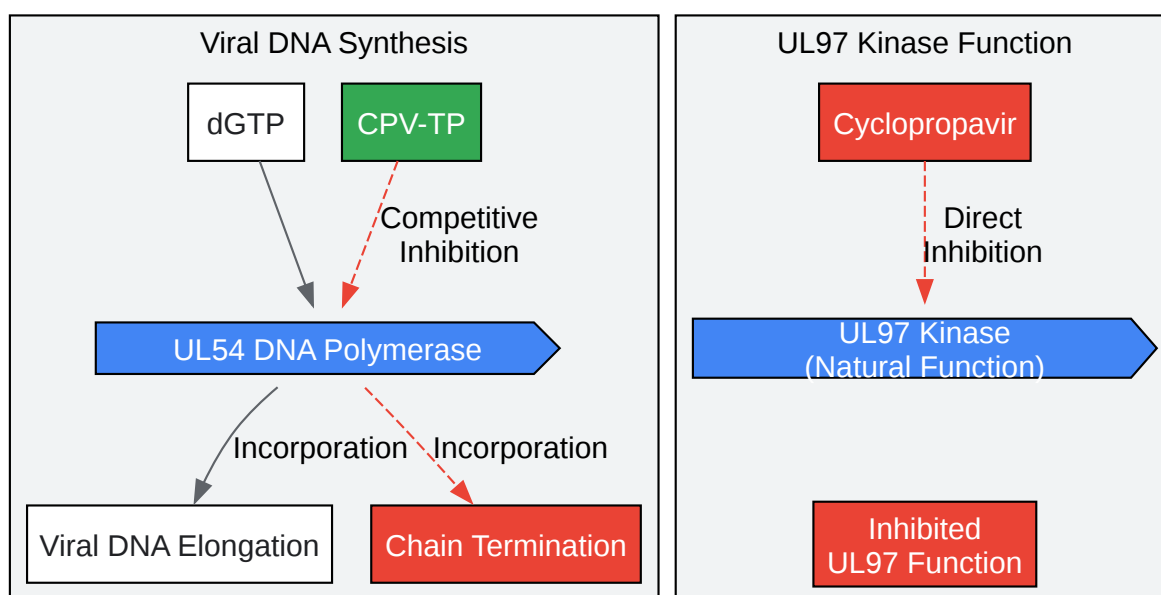 Viral DNA Synthesis
dGTP
CPV-TP
Competitive
Inhibition
UL54 DNA Polymerase
Incorporation
Incorporation
Viral DNA Elongation
Chain Termination
UL97 Kinase Function
Cyclopropavir
Direct
Inhibition
UL97 Kinase
(Natural Function)
Inhibited
UL97 Function